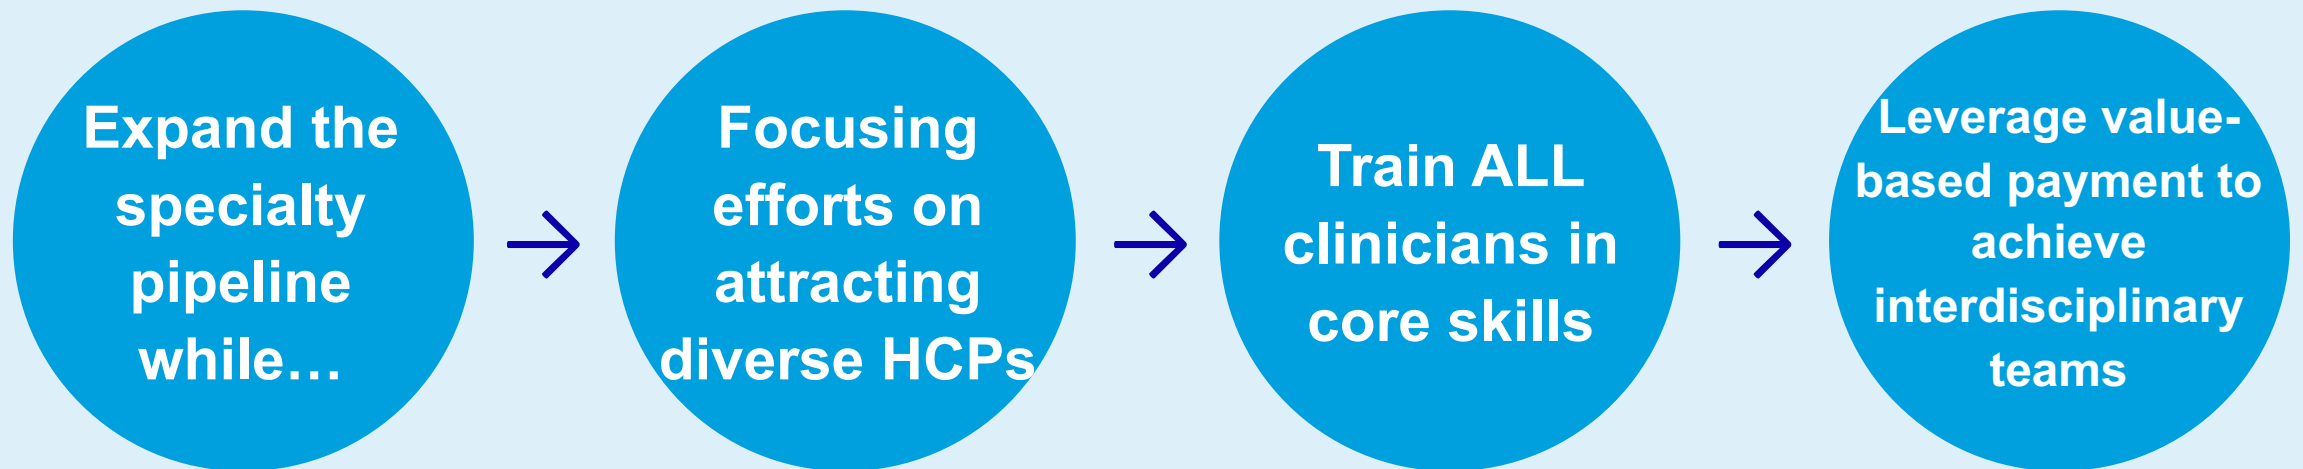 Expand the
specialty
pipeline
while…
Focusing
efforts on
attracting
diverse HCPs
Train ALL
clinicians in
core skills
Leverage value-
based payment to
achieve
interdisciplinary
teams